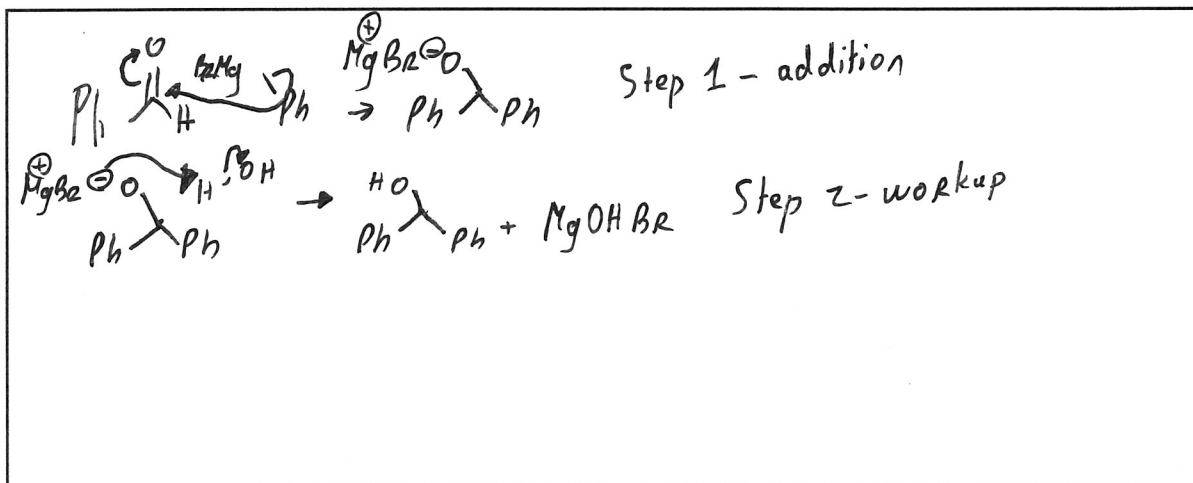 O BrMg ⊕ MgBr ⊖ O Step 1 - addition
Ph H Ph → Ph Ph
⊕ MgBr ⊖ O H OH → HO Step 2 - workup
Ph Ph Ph Ph + MgOHBr